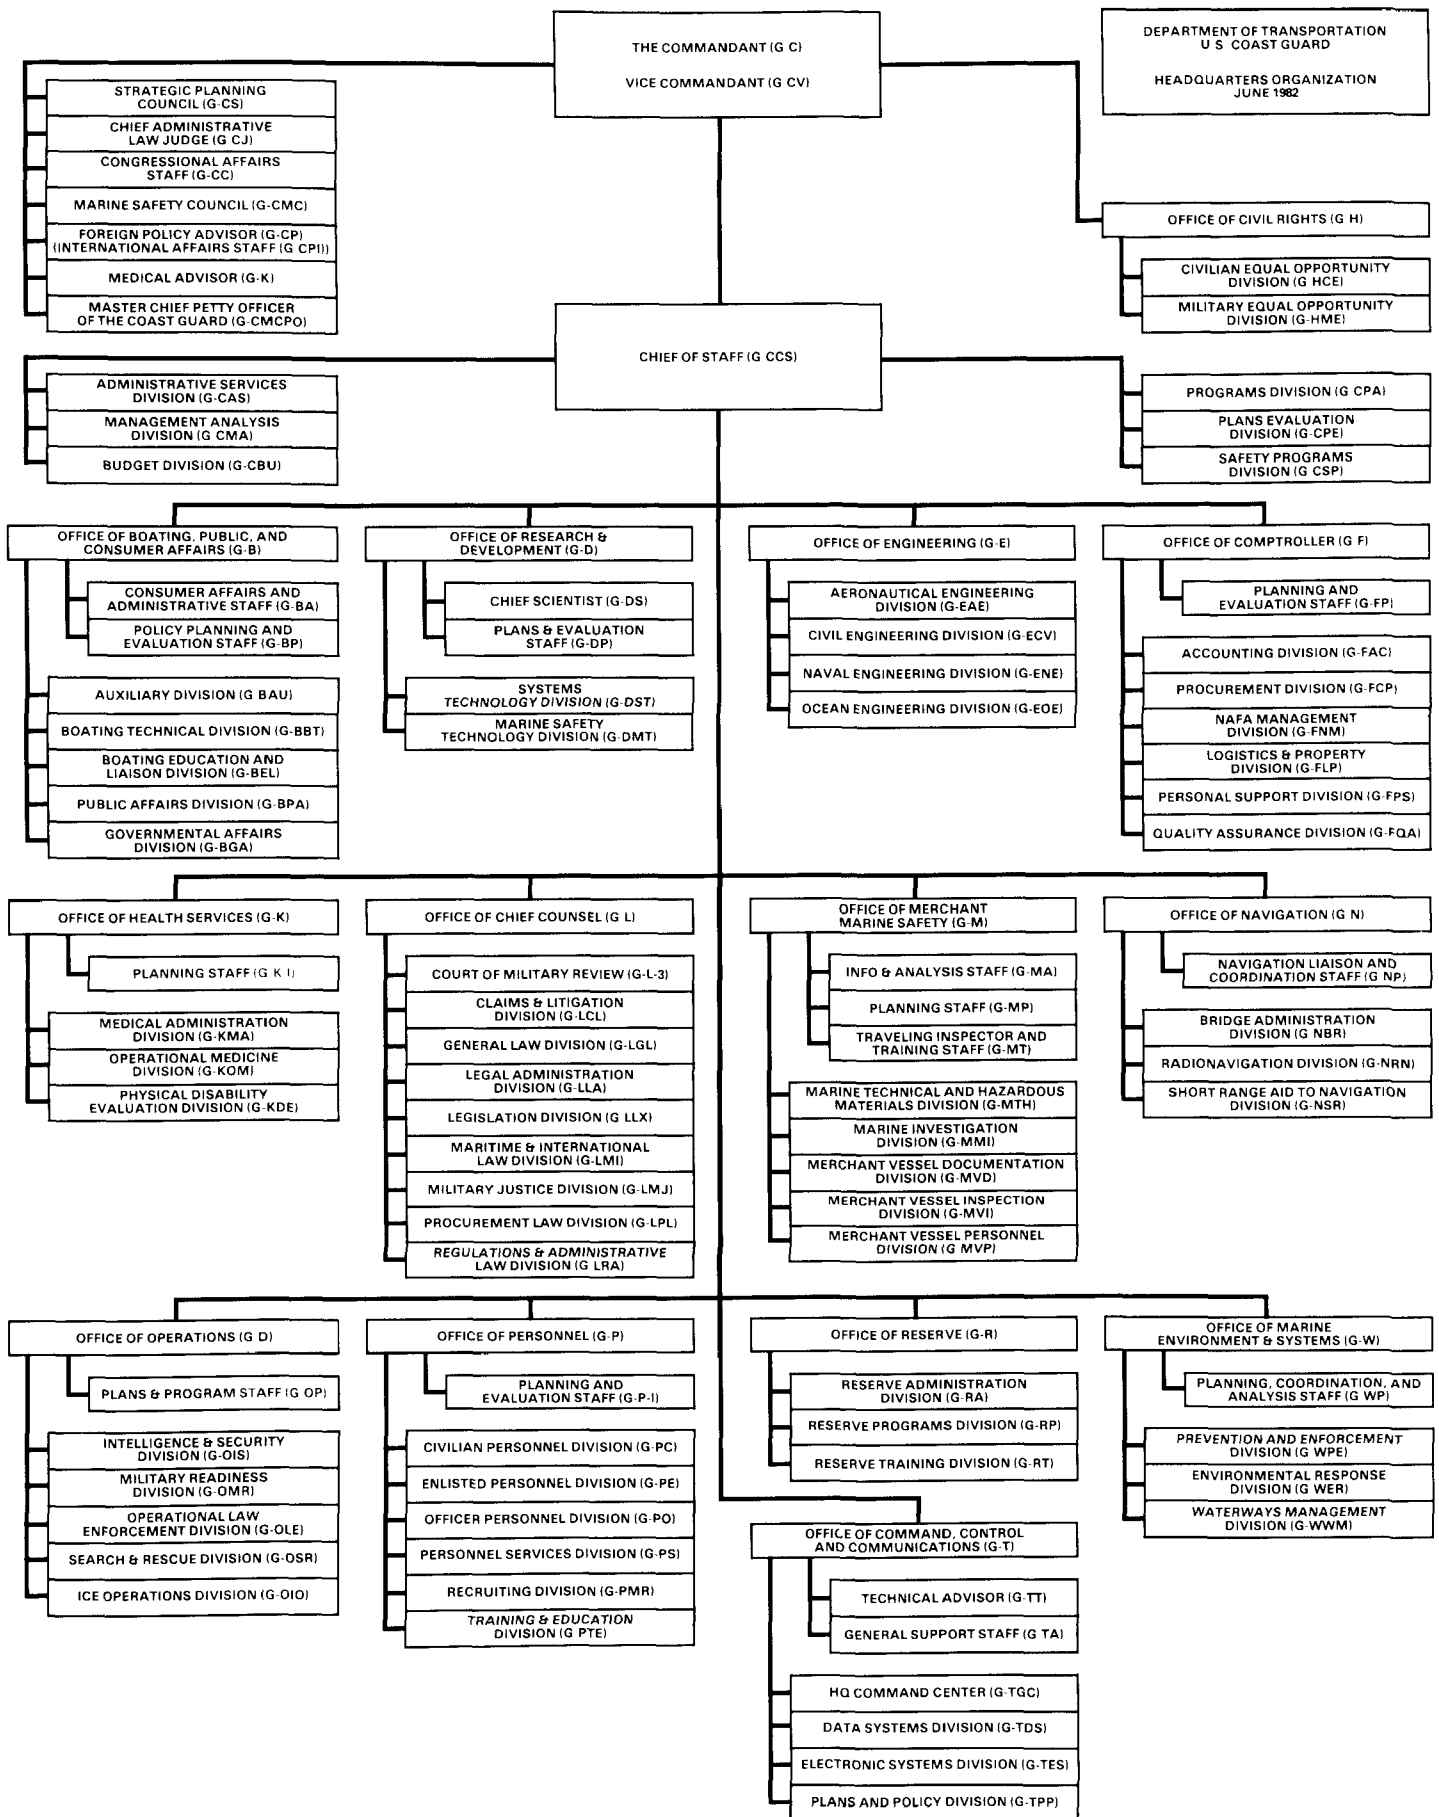 THE COMMANDANT (G C)
VICE COMMANDANT (G CV)
DEPARTMENT OF TRANSPORTATION
U S COAST GUARD
HEADQUARTERS ORGANIZATION
JUNE 1982
STRATEGIC PLANNING
COUNCIL (G-CS)
CHIEF ADMINISTRATIVE
LAW JUDGE (G CJ)
CONGRESSIONAL AFFAIRS
STAFF (G-CC)
MARINE SAFETY COUNCIL (G-CMC)
FOREIGN POLICY ADVISOR (G-CP)
(INTERNATIONAL AFFAIRS STAFF (G CPI))
MEDICAL ADVISOR (G-K)
MASTER CHIEF PETTY OFFICER
OF THE COAST GUARD (G-CMCPO)
OFFICE OF CIVIL RIGHTS (G H)
CIVILIAN EQUAL OPPORTUNITY
DIVISION (G HCE)
MILITARY EQUAL OPPORTUNITY
DIVISION (G-HME)
CHIEF OF STAFF (G CCS)
ADMINISTRATIVE SERVICES
DIVISION (G-CAS)
MANAGEMENT ANALYSIS
DIVISION (G CMA)
BUDGET DIVISION (G-CBU)
PROGRAMS DIVISION (G CPA)
PLANS EVALUATION
DIVISION (G-CPE)
SAFETY PROGRAMS
DIVISION (G CSP)
OFFICE OF BOATING, PUBLIC, AND
CONSUMER AFFAIRS (G-B)
CONSUMER AFFAIRS AND
ADMINISTRATIVE STAFF (G-BA)
POLICY PLANNING AND
EVALUATION STAFF (G-BP)
AUXILIARY DIVISION (G BAU)
BOATING TECHNICAL DIVISION (G-BBT)
BOATING EDUCATION AND
LIAISON DIVISION (G-BEL)
PUBLIC AFFAIRS DIVISION (G-BPA)
GOVERNMENTAL AFFAIRS
DIVISION (G-BGA)
OFFICE OF RESEARCH &
DEVELOPMENT (G-D)
CHIEF SCIENTIST (G-DS)
PLANS & EVALUATION
STAFF (G-DP)
SYSTEMS
TECHNOLOGY DIVISION (G-DST)
MARINE SAFETY
TECHNOLOGY DIVISION (G-DMT)
OFFICE OF ENGINEERING (G-E)
AERONAUTICAL ENGINEERING
DIVISION (G-EAE)
CIVIL ENGINEERING DIVISION (G-ECV)
NAVAL ENGINEERING DIVISION (G-ENE)
OCEAN ENGINEERING DIVISION (G-EOE)
OFFICE OF COMPTROLLER (G F)
PLANNING AND
EVALUATION STAFF (G-FP)
ACCOUNTING DIVISION (G-FAC)
PROCUREMENT DIVISION (G-FCP)
NAFA MANAGEMENT
DIVISION (G-FNM)
LOGISTICS & PROPERTY
DIVISION (G-FLP)
PERSONAL SUPPORT DIVISION (G-FPS)
QUALITY ASSURANCE DIVISION (G-FQA)
OFFICE OF HEALTH SERVICES (G-K)
PLANNING STAFF (G K I)
MEDICAL ADMINISTRATION
DIVISION (G-KMA)
OPERATIONAL MEDICINE
DIVISION (G-KOM)
PHYSICAL DISABILITY
EVALUATION DIVISION (G-KDE)
OFFICE OF CHIEF COUNSEL (G L)
COURT OF MILITARY REVIEW (G-L-3)
CLAIMS & LITIGATION
DIVISION (G-LCL)
GENERAL LAW DIVISION (G-LGL)
LEGAL ADMINISTRATION
DIVISION (G-LLA)
LEGISLATION DIVISION (G LLX)
MARITIME & INTERNATIONAL
LAW DIVISION (G-LMI)
MILITARY JUSTICE DIVISION (G-LMJ)
PROCUREMENT LAW DIVISION (G-LPL)
REGULATIONS & ADMINISTRATIVE
LAW DIVISION (G LRA)
OFFICE OF MERCHANT
MARINE SAFETY (G-M)
INFO & ANALYSIS STAFF (G-MA)
PLANNING STAFF (G-MP)
TRAVELING INSPECTOR AND
TRAINING STAFF (G-MT)
MARINE TECHNICAL AND HAZARDOUS
MATERIALS DIVISION (G-MTH)
MARINE INVESTIGATION
DIVISION (G-MMI)
MERCHANT VESSEL DOCUMENTATION
DIVISION (G-MVD)
MERCHANT VESSEL INSPECTION
DIVISION (G-MVI)
MERCHANT VESSEL PERSONNEL
DIVISION (G MVP)
OFFICE OF NAVIGATION (G N)
NAVIGATION LIAISON AND
COORDINATION STAFF (G NP)
BRIDGE ADMINISTRATION
DIVISION (G NBR)
RADIONAVIGATION DIVISION (G-NRN)
SHORT RANGE AID TO NAVIGATION
DIVISION (G-NSR)
OFFICE OF OPERATIONS (G D)
PLANS & PROGRAM STAFF (G OP)
INTELLIGENCE & SECURITY
DIVISION (G-OIS)
MILITARY READINESS
DIVISION (G-OMR)
OPERATIONAL LAW
ENFORCEMENT DIVISION (G-OLE)
SEARCH & RESCUE DIVISION (G-OSR)
ICE OPERATIONS DIVISION (G-OIO)
OFFICE OF PERSONNEL (G-P)
PLANNING AND
EVALUATION STAFF (G-P-I)
CIVILIAN PERSONNEL DIVISION (G-PC)
ENLISTED PERSONNEL DIVISION (G-PE)
OFFICER PERSONNEL DIVISION (G-PO)
PERSONNEL SERVICES DIVISION (G-PS)
RECRUITING DIVISION (G-PMR)
TRAINING & EDUCATION
DIVISION (G PTE)
OFFICE OF RESERVE (G-R)
RESERVE ADMINISTRATION
DIVISION (G-RA)
RESERVE PROGRAMS DIVISION (G-RP)
RESERVE TRAINING DIVISION (G-RT)
OFFICE OF MARINE
ENVIRONMENT & SYSTEMS (G-W)
PLANNING, COORDINATION, AND
ANALYSIS STAFF (G WP)
PREVENTION AND ENFORCEMENT
DIVISION (G WPE)
ENVIRONMENTAL RESPONSE
DIVISION (G WER)
WATERWAYS MANAGEMENT
DIVISION (G-WWM)
OFFICE OF COMMAND, CONTROL
AND COMMUNICATIONS (G-T)
TECHNICAL ADVISOR (G-TT)
GENERAL SUPPORT STAFF (G TA)
HQ COMMAND CENTER (G-TGC)
DATA SYSTEMS DIVISION (G-TDS)
ELECTRONIC SYSTEMS DIVISION (G-TES)
PLANS AND POLICY DIVISION (G-TPP)